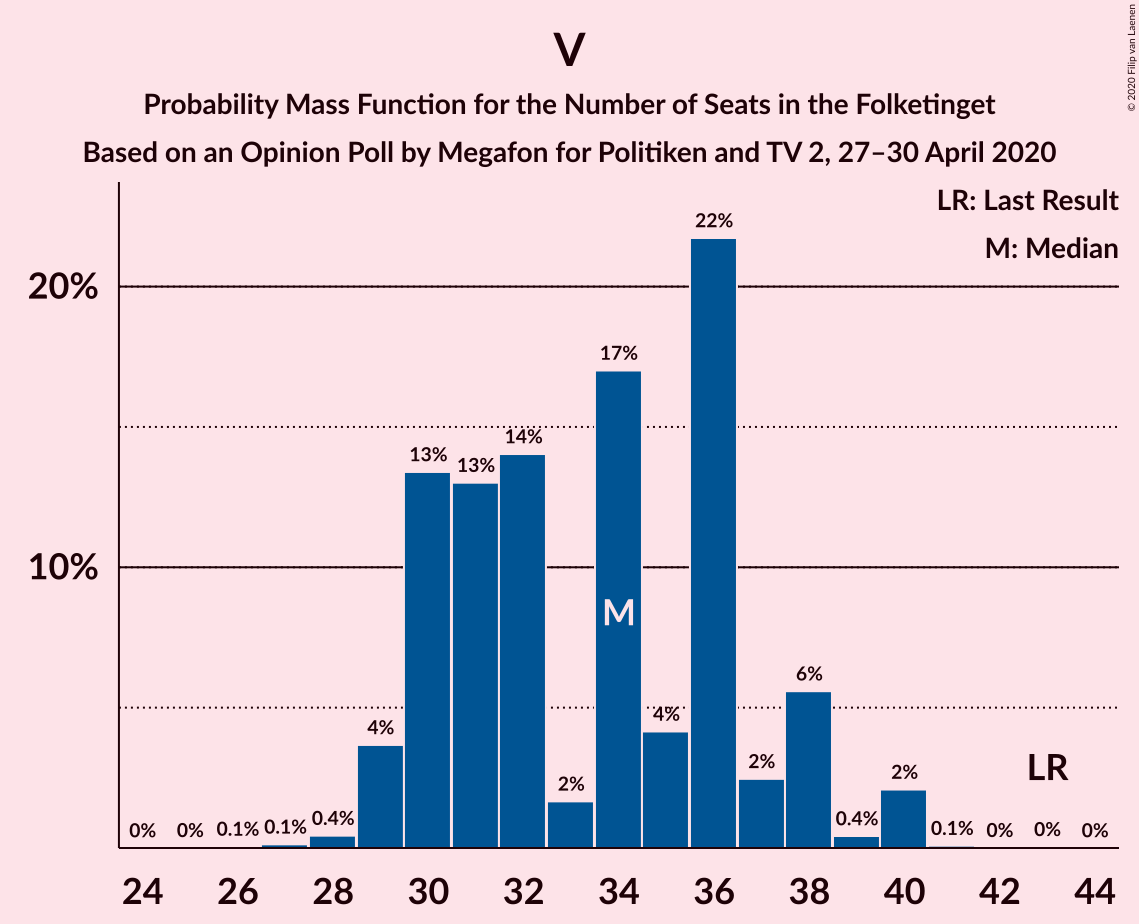 V
Probability Mass Function for the Number of Seats in the Folketinget
Based on an Opinion Poll by Megafon for Politiken and TV 2, 27–30 April 2020
© 2020 Filip van Laenen
LR: Last Result
M: Median
20%
10%
0%
0%
0.1%
0.1%
0.4%
4%
13%
13%
14%
2%
17%
4%
22%
2%
6%
0.4%
2%
0.1%
0%
0%
0%
M
LR
24 26 28 30 32 34 36 38 40 42 44